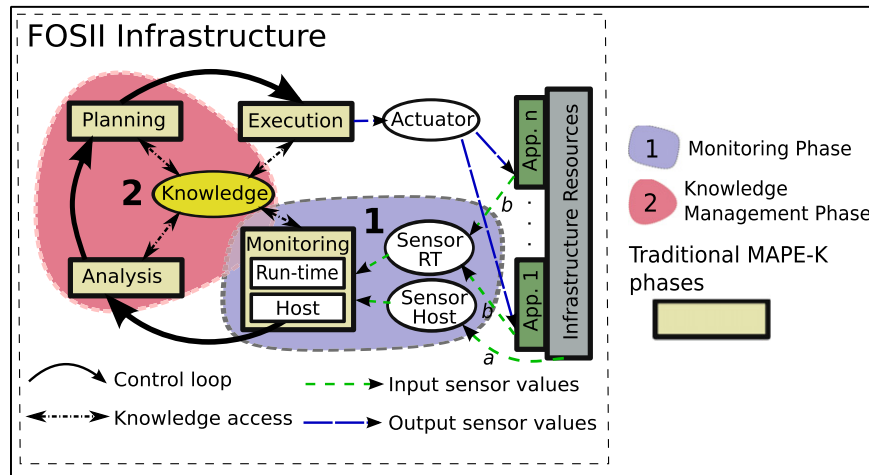 FOSII Infrastructure
Planning
Execution
Actuator
App. n
Infrastructure Resources
2
Knowledge
b
. . .
1
Monitoring
Run-time
Host
Sensor
RT
Sensor
Host
Analysis
App. 1
b
a
Control loop
Input sensor values
Knowledge access
Output sensor values
1
Monitoring Phase
2
Knowledge
Management Phase
Traditional MAPE-K
phases